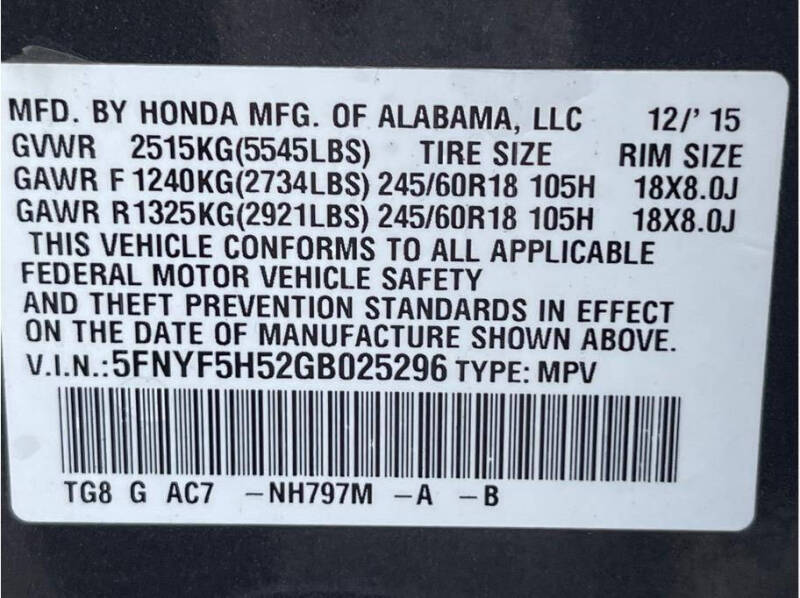 MFD. BY HONDA MFG. OF ALABAMA, LLC 12/' 15
GVWR 2515KG(5545LBS) TIRE SIZE RIM SIZE
GAWR F 1240KG(2734LBS) 245/60R18 105H 18X8.0J
GAWR R1325KG(2921LBS) 245/60R18 105H 18X8.0J
THIS VEHICLE CONFORMS TO ALL APPLICABLE
FEDERAL MOTOR VEHICLE SAFETY
AND THEFT PREVENTION STANDARDS IN EFFECT
ON THE DATE OF MANUFACTURE SHOWN ABOVE.
V.I.N.:5FNYF5H52GB025296 TYPE: MPV
TG8 G AC7 -NH797M -A -B